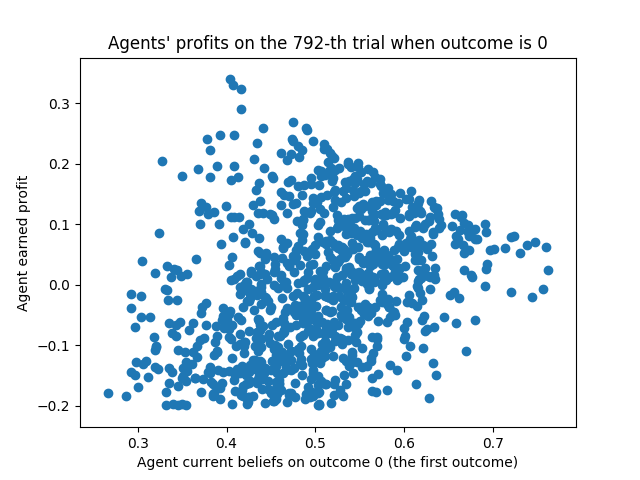 Agents' profits on the 792-th trial when outcome is 0
Agent earned profit
0.3
0.2
0.1
0.0
−0.1
−0.2
0.3 0.4 0.5 0.6 0.7
Agent current beliefs on outcome 0 (the first outcome)